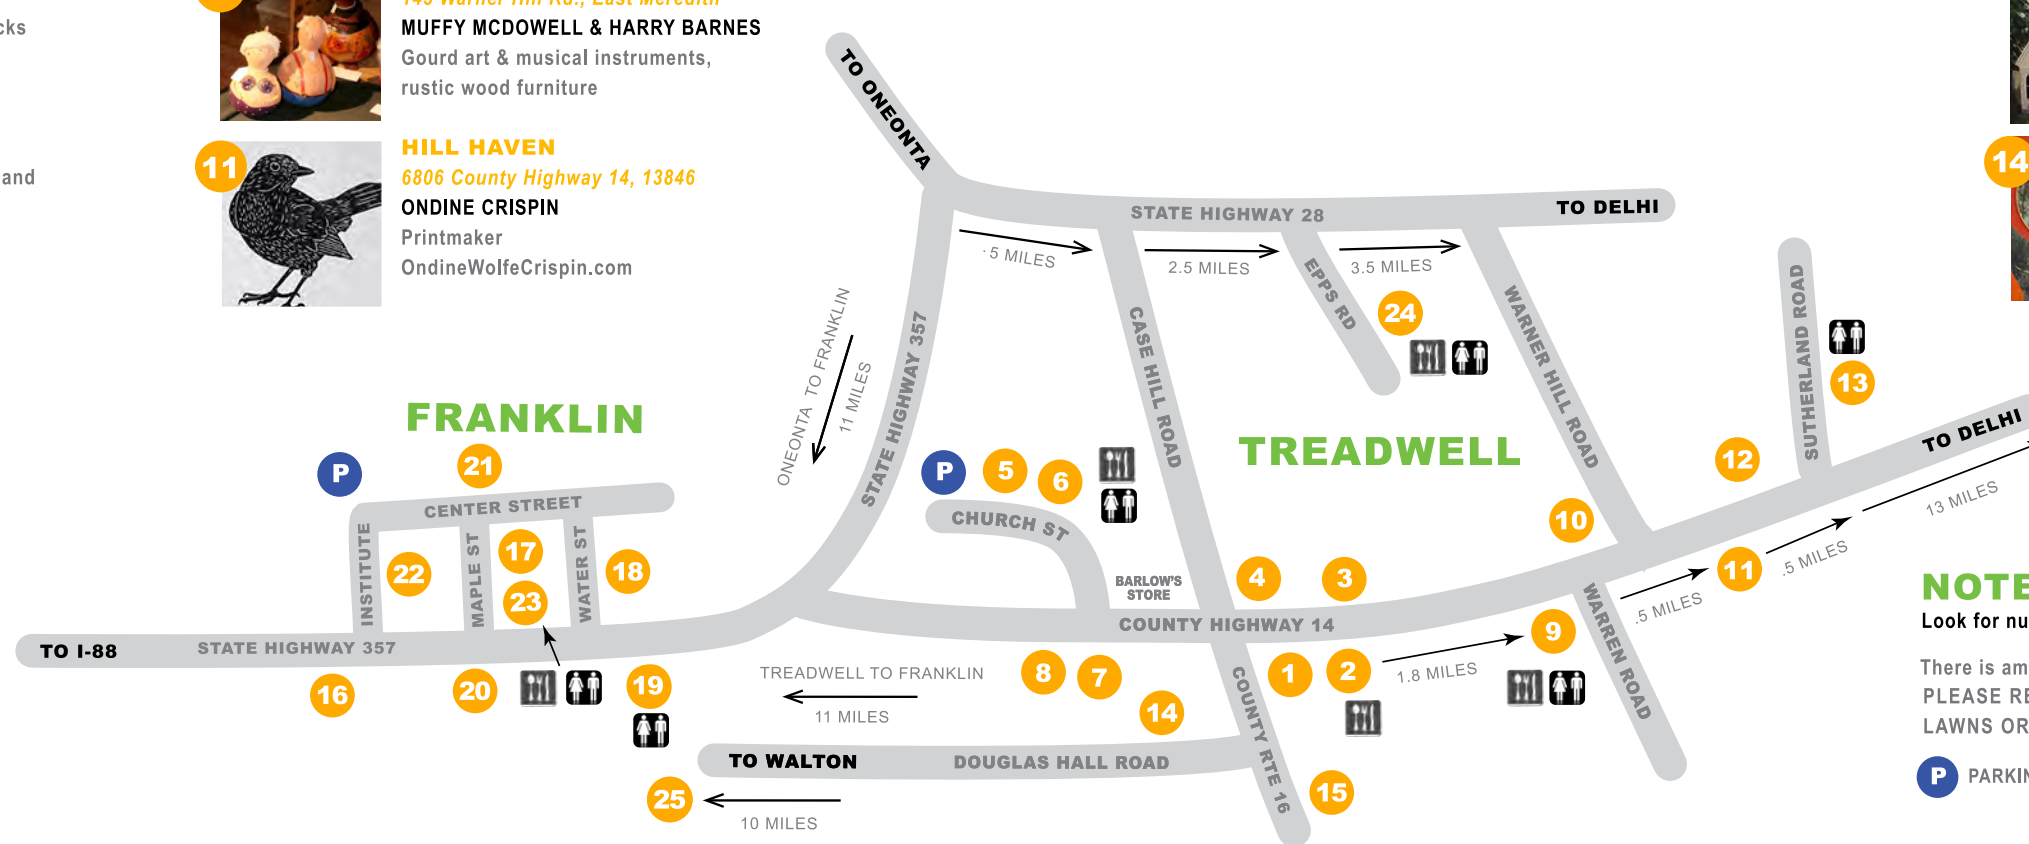 cks
and
145 Warner Hill Rd., East Meredith
MUFFY MCDOWELL & HARRY BARNES
Gourd art & musical instruments,
rustic wood furniture
11
HILL HAVEN
6806 County Highway 14, 13846
ONDINE CRISPIN
Printmaker
OndineWolfeCrispin.com
14
TO ONEONTA
STATE HIGHWAY 28
TO DELHI
.5 MILES
2.5 MILES
3.5 MILES
EPPS RD
24
CASE HILL ROAD
WARNER HILL ROAD
SUTHERLAND ROAD
13
ONEONTA TO FRANKLIN
11 MILES
STATE HIGHWAY 357
FRANKLIN
TREADWELL
P
21
CENTER STREET
INSTITUTE
22
MAPLE ST
17
23
WATER ST
18
P
5
6
CHURCH ST
BARLOW'S
STORE
4
3
10
12
TO DELHI
13 MILES
11
.5 MILES
.5 MILES
TO I-88
STATE HIGHWAY 357
COUNTY HIGHWAY 14
16
20
19
TREADWELL TO FRANKLIN
11 MILES
8
7
14
1
2
1.8 MILES
9
WARREN ROAD
COUNTY RTE 16
TO WALTON
DOUGLAS HALL ROAD
25
10 MILES
15
NOTE
Look for nu
There is am
PLEASE RE
LAWNS OR
P
PARKIN